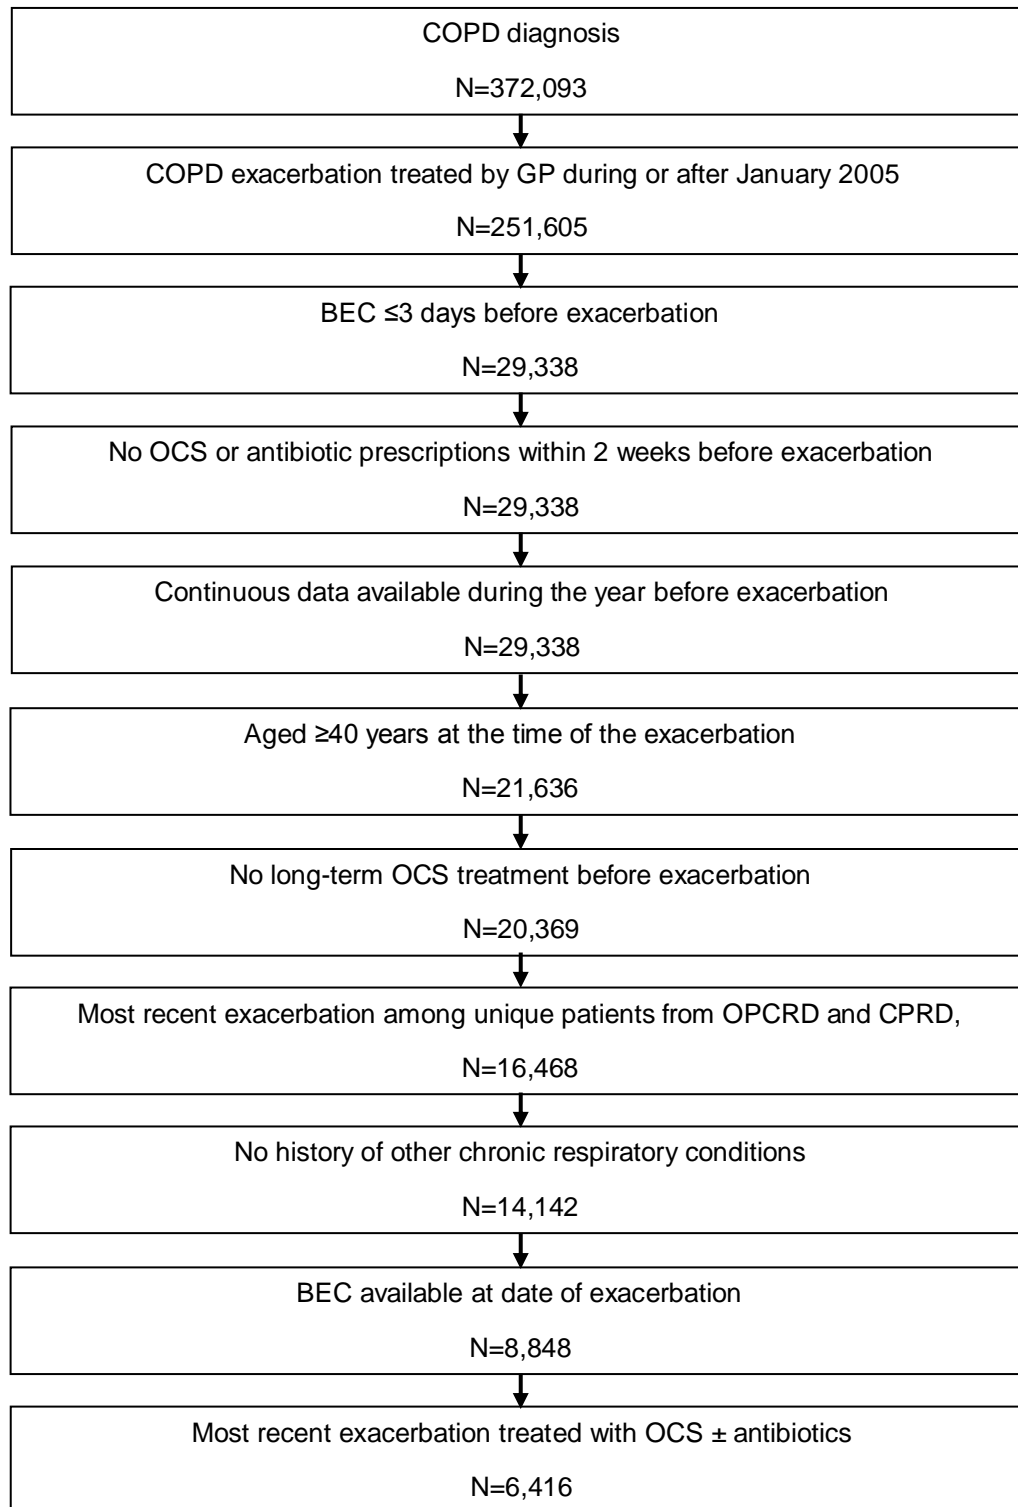 COPD diagnosis
N=372,093
COPD exacerbation treated by GP during or after January 2005
N=251,605
BEC ≤3 days before exacerbation
N=29,338
No OCS or antibiotic prescriptions within 2 weeks before exacerbation
N=29,338
Continuous data available during the year before exacerbation
N=29,338
Aged ≥40 years at the time of the exacerbation
N=21,636
No long-term OCS treatment before exacerbation
N=20,369
Most recent exacerbation among unique patients from OPCRD and CPRD,
N=16,468
No history of other chronic respiratory conditions
N=14,142
BEC available at date of exacerbation
N=8,848
Most recent exacerbation treated with OCS ± antibiotics
N=6,416